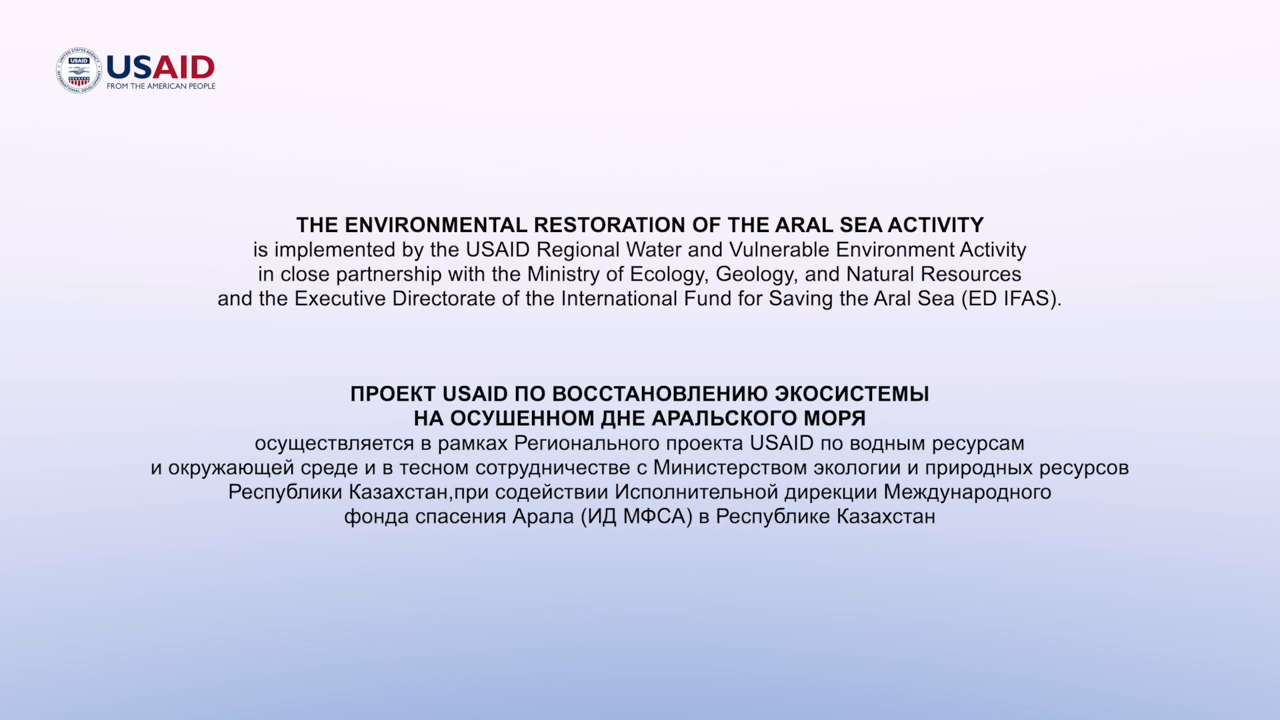 USAID
FROM THE AMERICAN PEOPLE
THE ENVIRONMENTAL RESTORATION OF THE ARAL SEA ACTIVITY
is implemented by the USAID Regional Water and Vulnerable Environment Activity
in close partnership with the Ministry of Ecology, Geology, and Natural Resources
and the Executive Directorate of the International Fund for Saving the Aral Sea (ED IFAS).
ПРОЕКТ USAID ПО ВОССТАНОВЛЕНИЮ ЭКОСИСТЕМЫ
НА ОСУШЕННОМ ДНЕ АРАЛЬСКОГО МОРЯ
осуществляется в рамках Регионального проекта USAID по водным ресурсам
и окружающей среде и в тесном сотрудничестве с Министерством экологии и природных ресурсов
Республики Казахстан,при содействии Исполнительной дирекции Международного
фонда спасения Арала (ИД МФСА) в Республике Казахстан